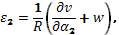 ε₂ = 1/R (∂v/∂α₂ + w),